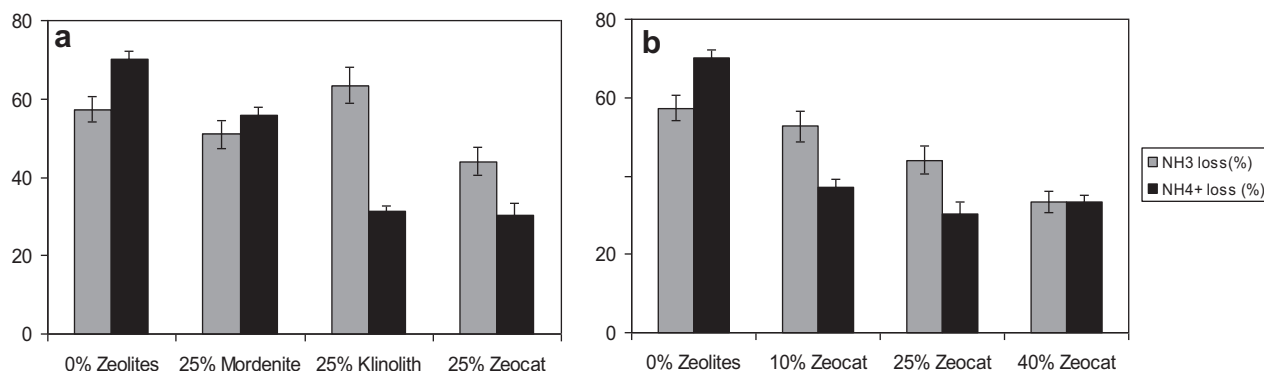 a
80
60
40
20
0
0% Zeolites 25% Mordenite 25% Klinolith 25% Zeocat
b
80
60
40
20
0
0% Zeolites 10% Zeocat 25% Zeocat 40% Zeocat
NH3 loss(%)
NH4+ loss (%)